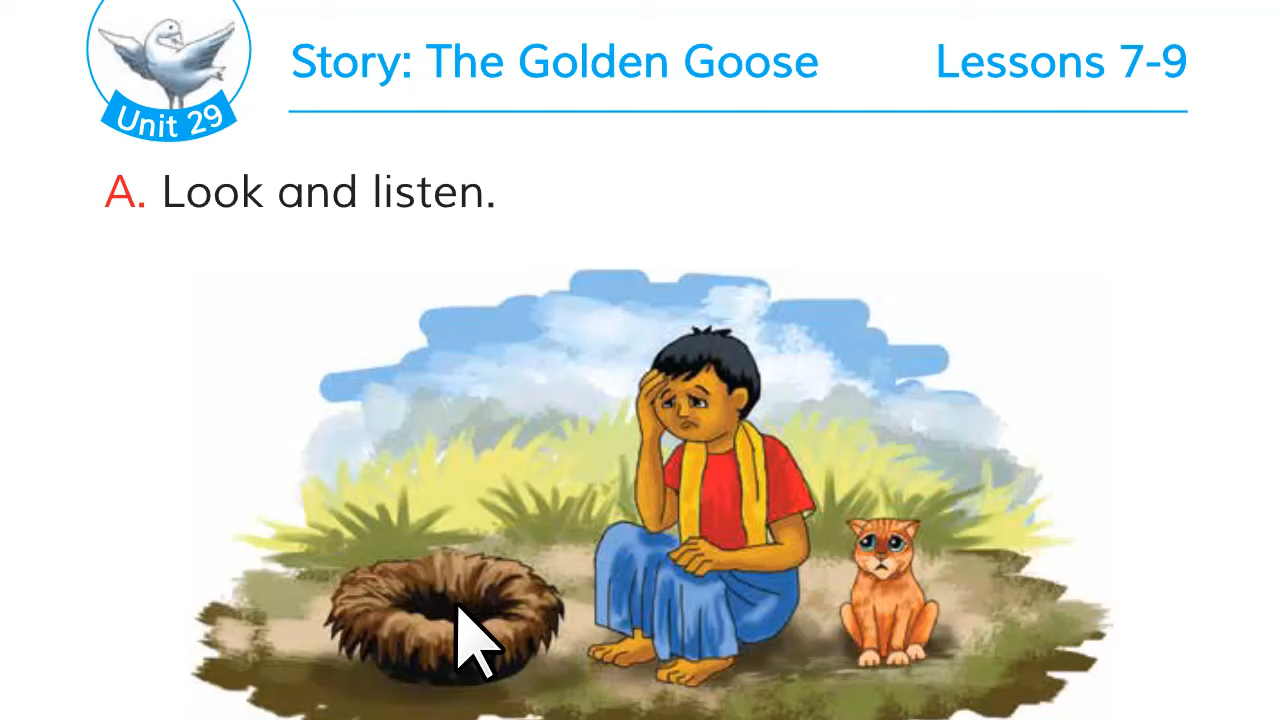 Story: The Golden Goose Lessons 7-9
Unit 29
A. Look and listen.